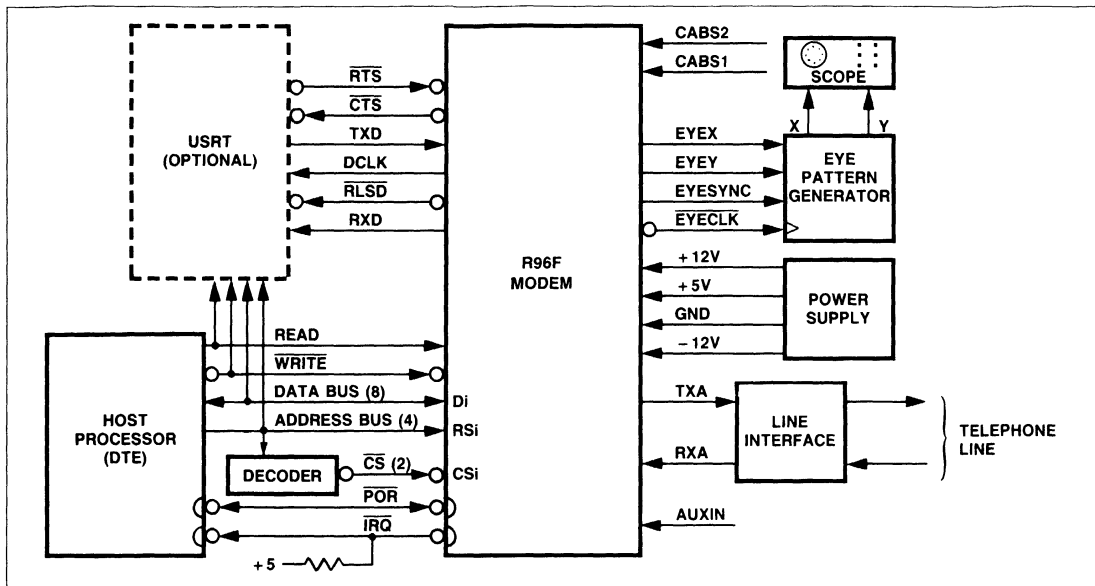 USRT
(OPTIONAL)
RTS
CTS
TXD
DCLK
RLSD
RXD
HOST
PROCESSOR
(DTE)
READ
WRITE
DATA BUS (8)
ADDRESS BUS (4)
DECODER
CS (2)
POR
IRQ
+5
Di
RSi
CSi
R96F
MODEM
CABS2
CABS1
SCOPE
X Y
EYEX
EYEY
EYESYNC
EYECLK
EYE
PATTERN
GENERATOR
+12V
+5V
GND
−12V
POWER
SUPPLY
TXA
RXA
LINE
INTERFACE
TELEPHONE
LINE
AUXIN